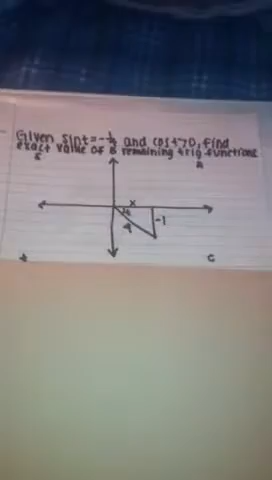 Given sint = -1/4 and cost>0, find
exact value of 5 remaining trig functions.
S A
x
4
-1
t C